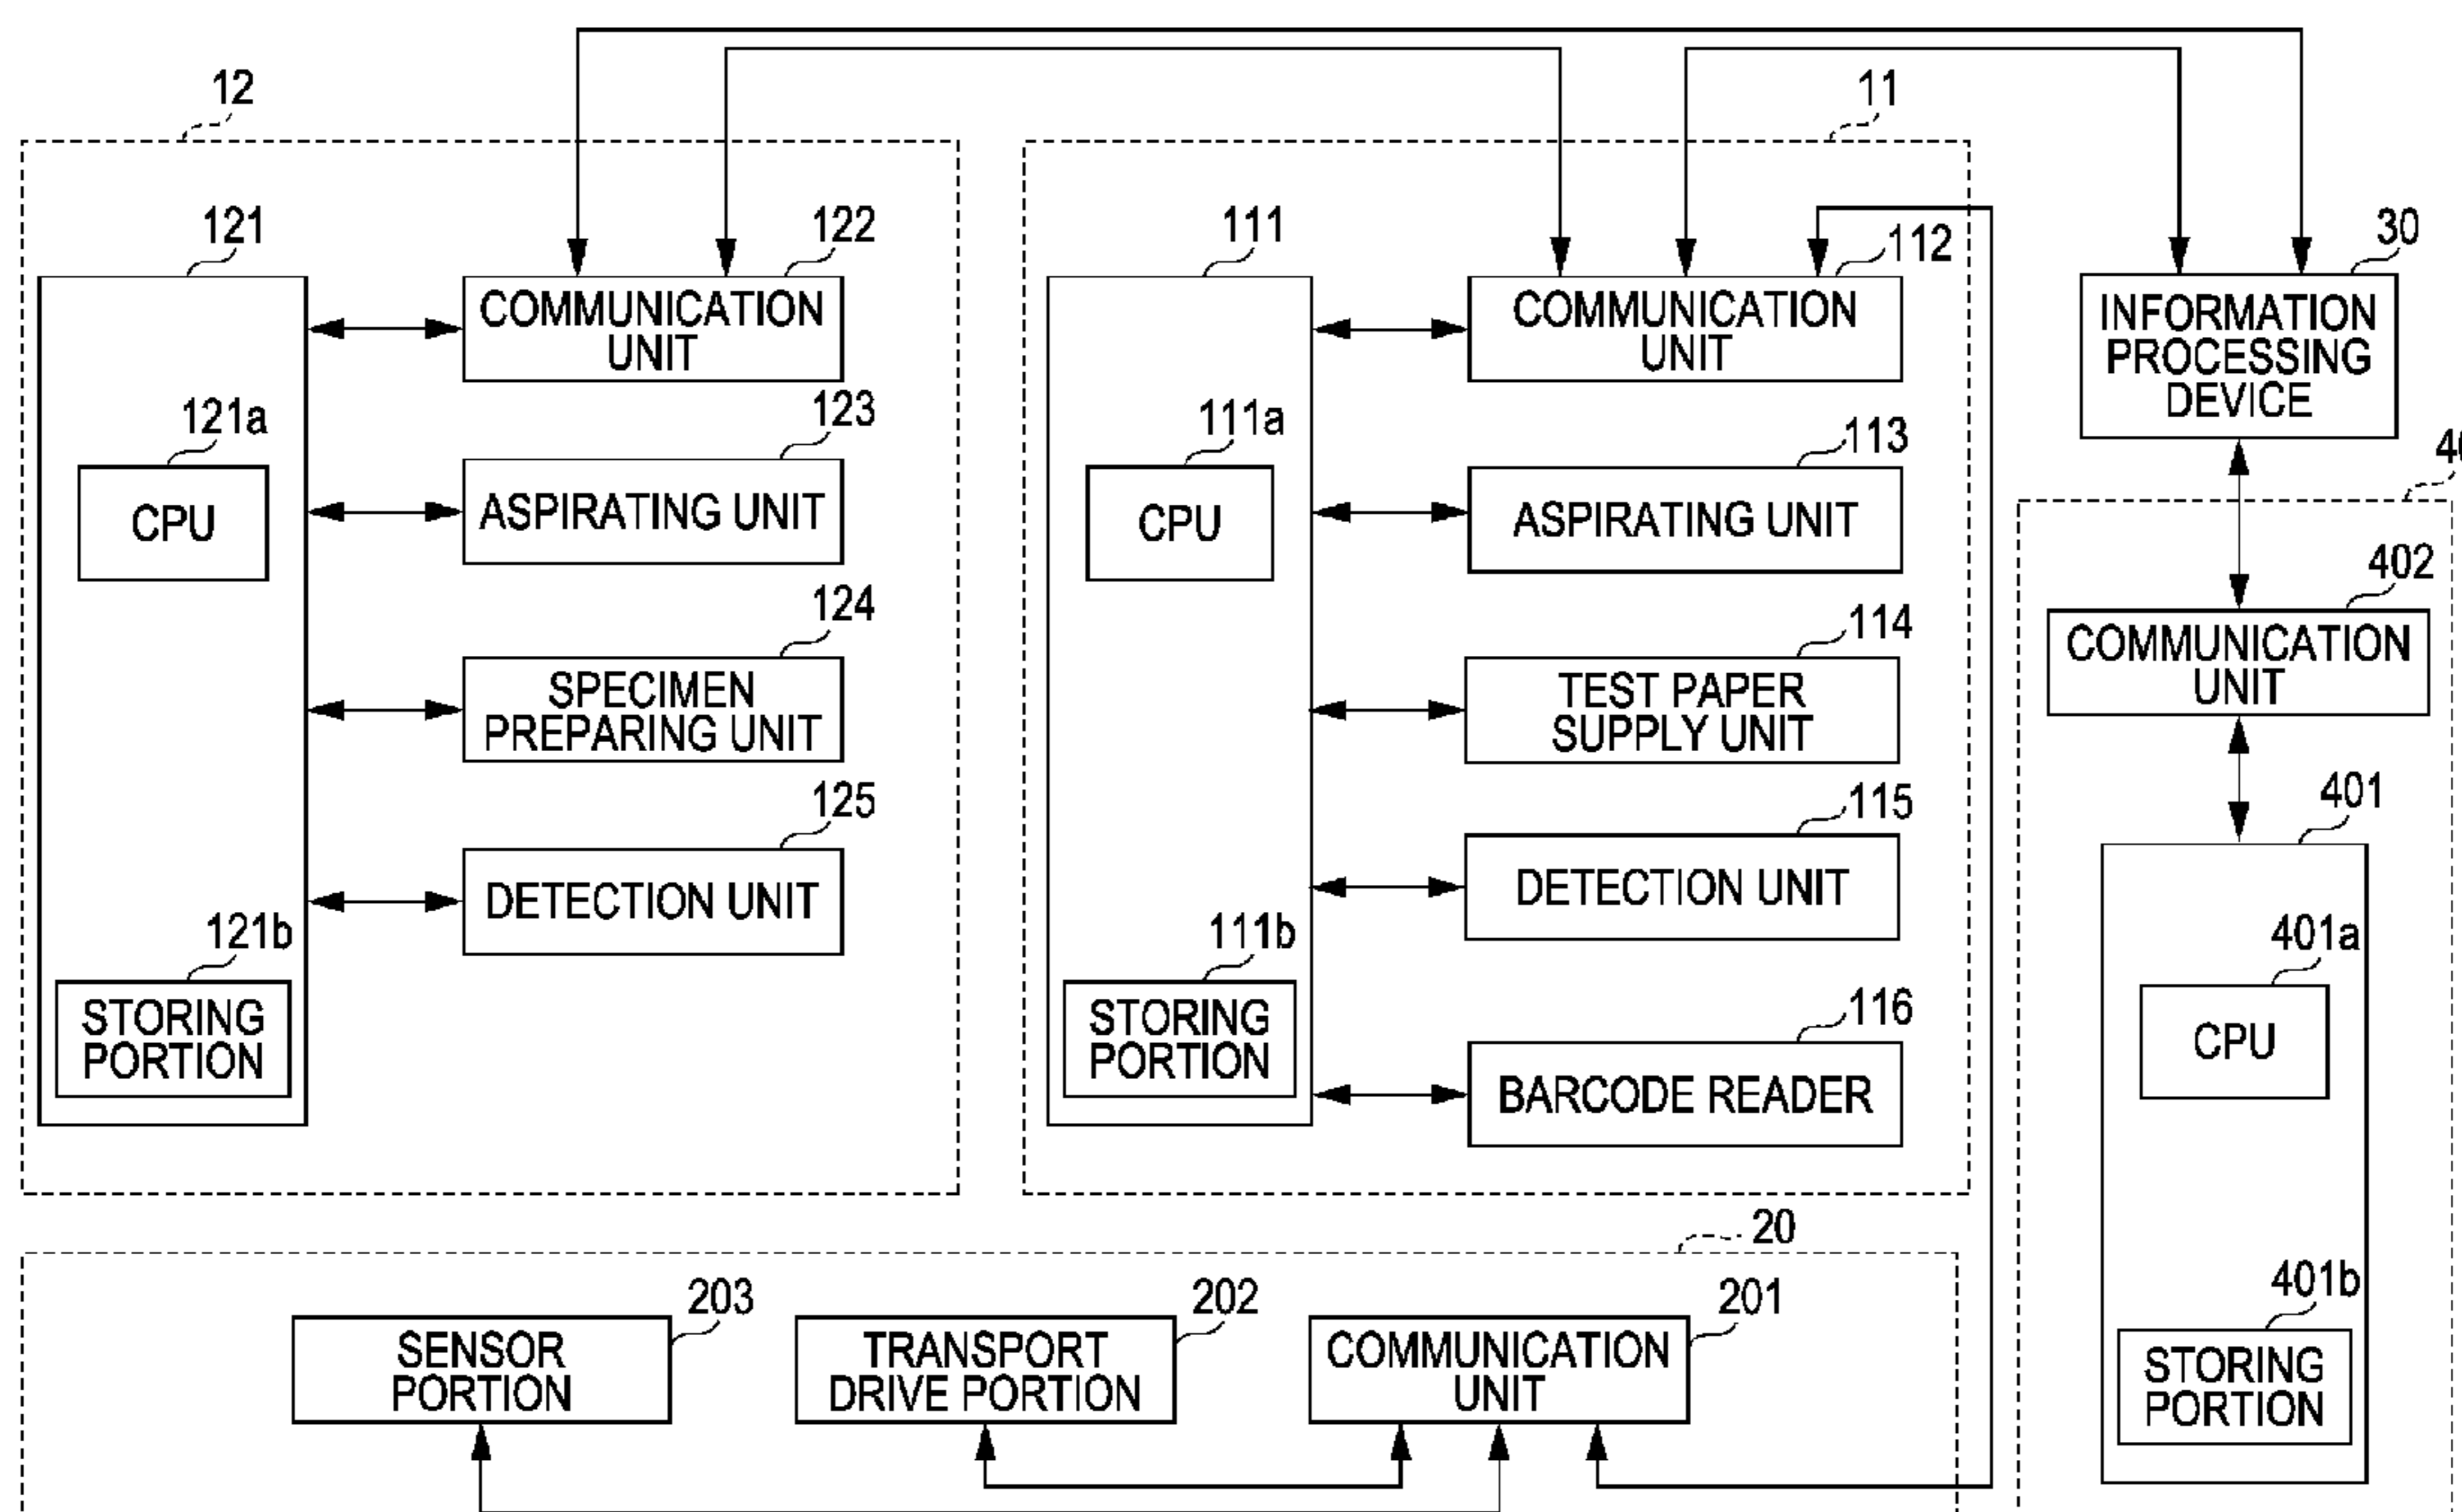 12
11
121
122
111
112
30
COMMUNICATION
UNIT
COMMUNICATION
UNIT
INFORMATION
PROCESSING
DEVICE
121a
123
111a
113
CPU
ASPIRATING UNIT
CPU
ASPIRATING UNIT
402
124
114
COMMUNICATION
UNIT
SPECIMEN
PREPARING UNIT
TEST PAPER
SUPPLY UNIT
125
115
401
DETECTION UNIT
DETECTION UNIT
121b
111b
401a
STORING
PORTION
STORING
PORTION
116
CPU
BARCODE READER
20
203
202
201
401b
SENSOR
PORTION
TRANSPORT
DRIVE PORTION
COMMUNICATION
UNIT
STORING
PORTION